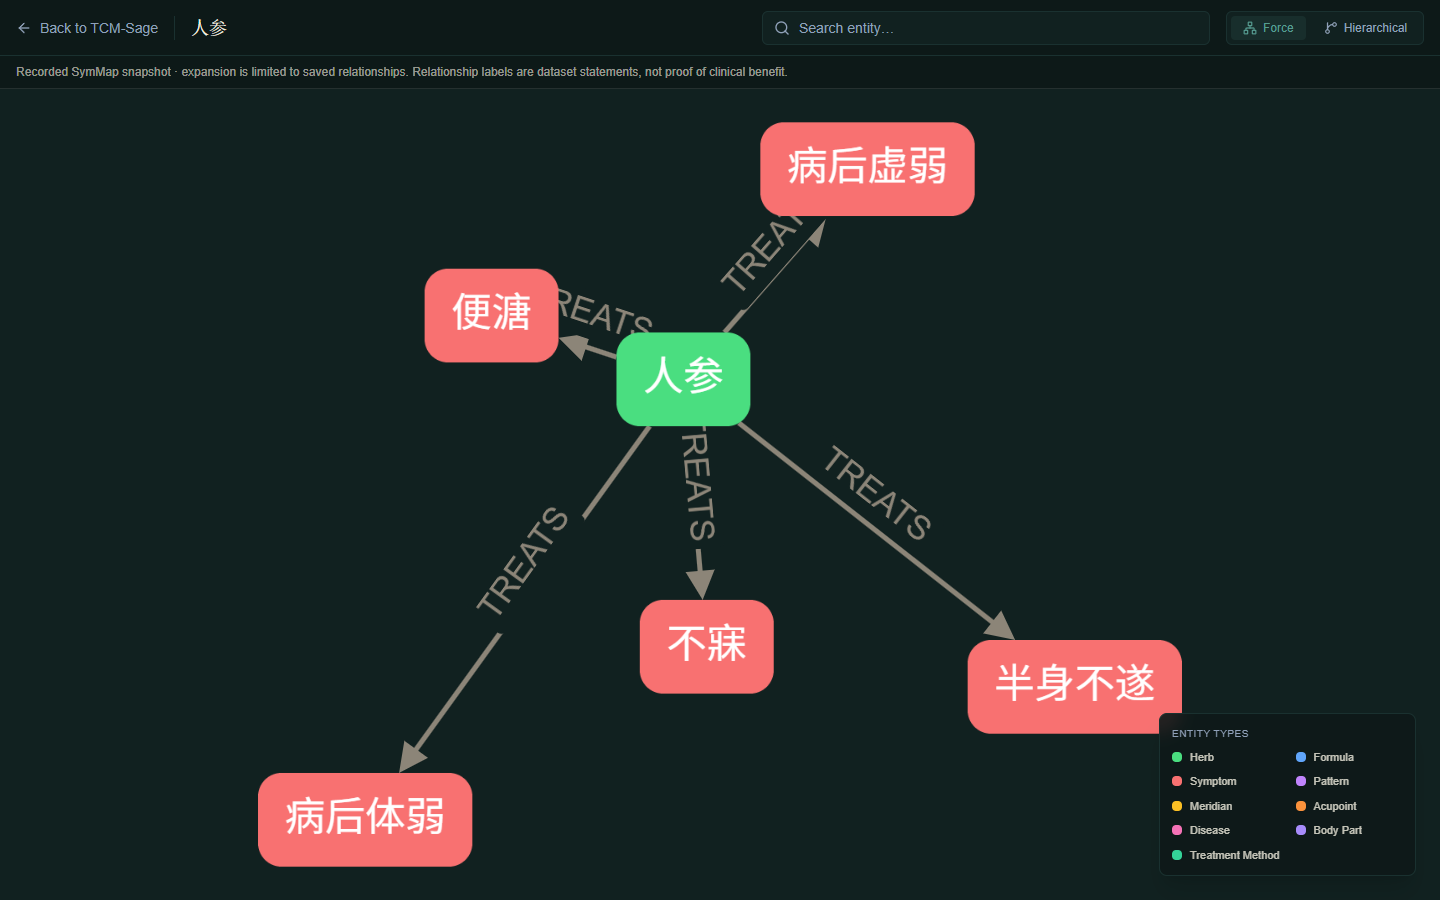 Back to TCM-Sage
人参
Search entity...
Force
Hierarchical
Recorded SymMap snapshot · expansion is limited to saved relationships. Relationship labels are dataset statements, not proof of clinical benefit.
病后虚弱
TREAT
便溏
REATS
人参
TREATS
TREATS
TREATS
不寐
半身不遂
病后体弱
ENTITY TYPES
Herb
Formula
Symptom
Pattern
Meridian
Acupoint
Disease
Body Part
Treatment Method